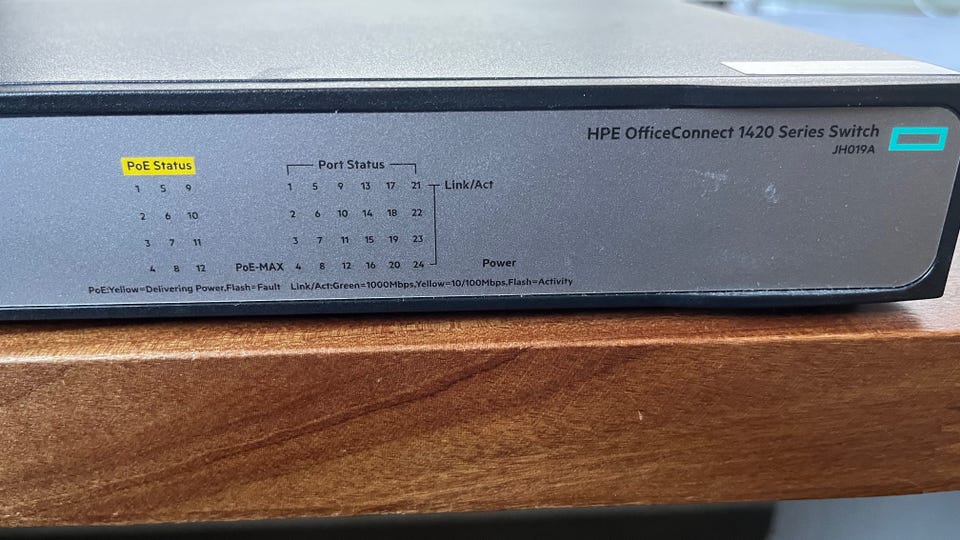 HPE OfficeConnect 1420 Series Switch
JH019A
PoE Status
1 5 9
2 6 10
3 7 11
4 8 12
Port Status
1 5 9 13 17 21 Link/Act
2 6 10 14 18 22
3 7 11 15 19 23
PoE-MAX 4 8 12 16 20 24
Power
PoE:Yellow=Delivering Power,Flash=Fault Link/Act:Green=1000Mbps,Yellow=10/100Mbps,Flash=Activity